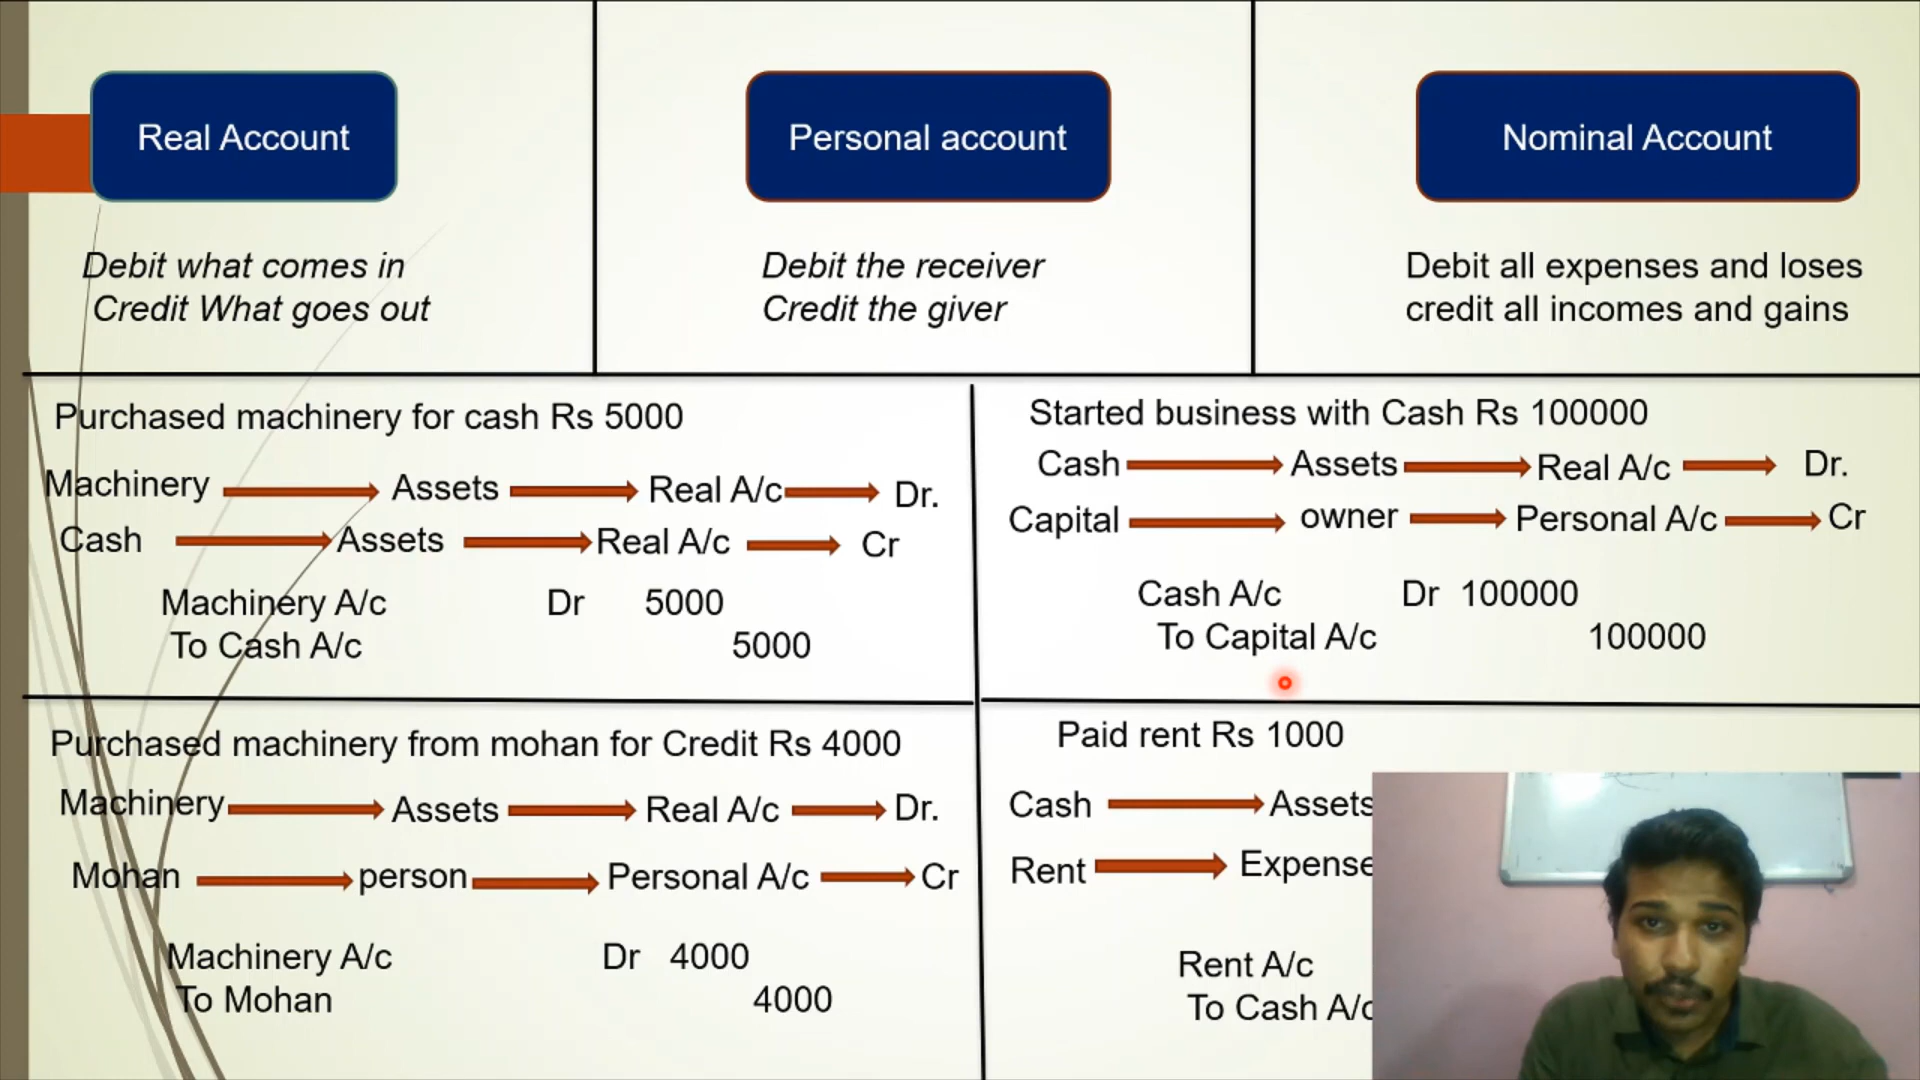 Real Account
Debit what comes in
Credit What goes out
Personal account
Debit the receiver
Credit the giver
Nominal Account
Debit all expenses and loses
credit all incomes and gains
Purchased machinery for cash Rs 5000
Machinery Assets Real A/c Dr.
Cash Assets Real A/c Cr
Machinery A/c Dr 5000
To Cash A/c 5000
Started business with Cash Rs 100000
Cash Assets Real A/c Dr.
Capital owner Personal A/c Cr
Cash A/c Dr 100000
To Capital A/c 100000
Purchased machinery from mohan for Credit Rs 4000
Machinery Assets Real A/c Dr.
Mohan person Personal A/c Cr
Machinery A/c Dr 4000
To Mohan 4000
Paid rent Rs 1000
Cash Assets
Rent Expense
Rent A/c
To Cash A/c